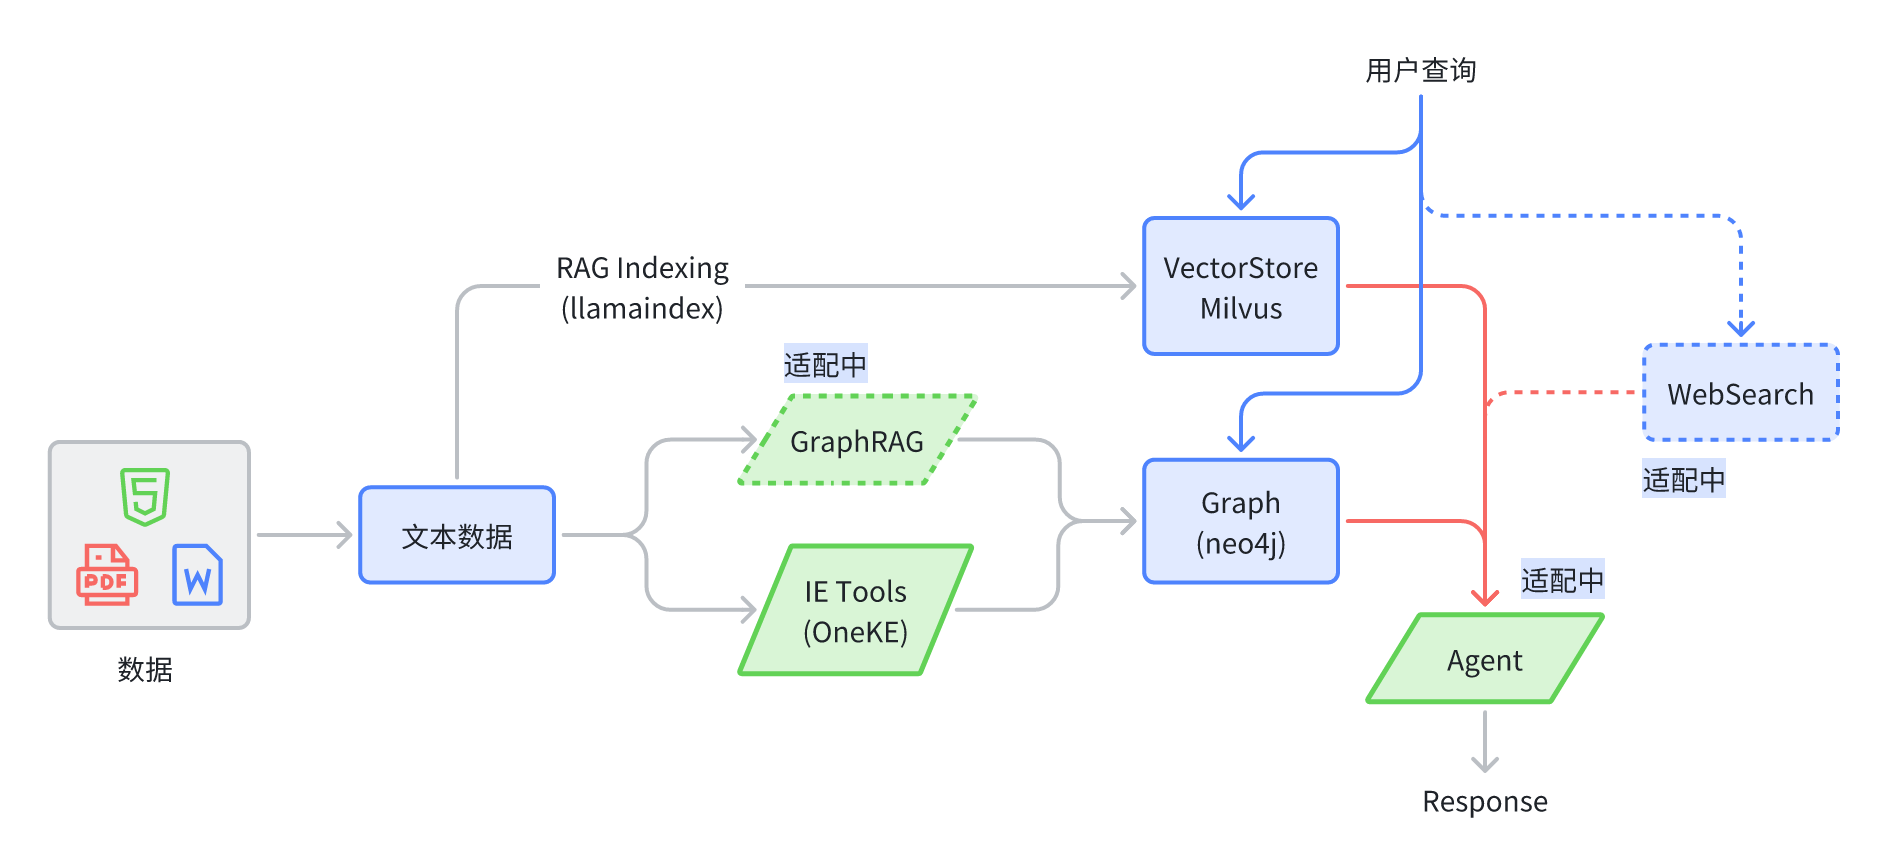 用户查询
RAG Indexing
(llamaindex)
VectorStore
Milvus
适配中
GraphRAG
WebSearch
适配中
文本数据
Graph
(neo4j)
PDF
W
IE Tools
(OneKE)
适配中
数据
Agent
Response